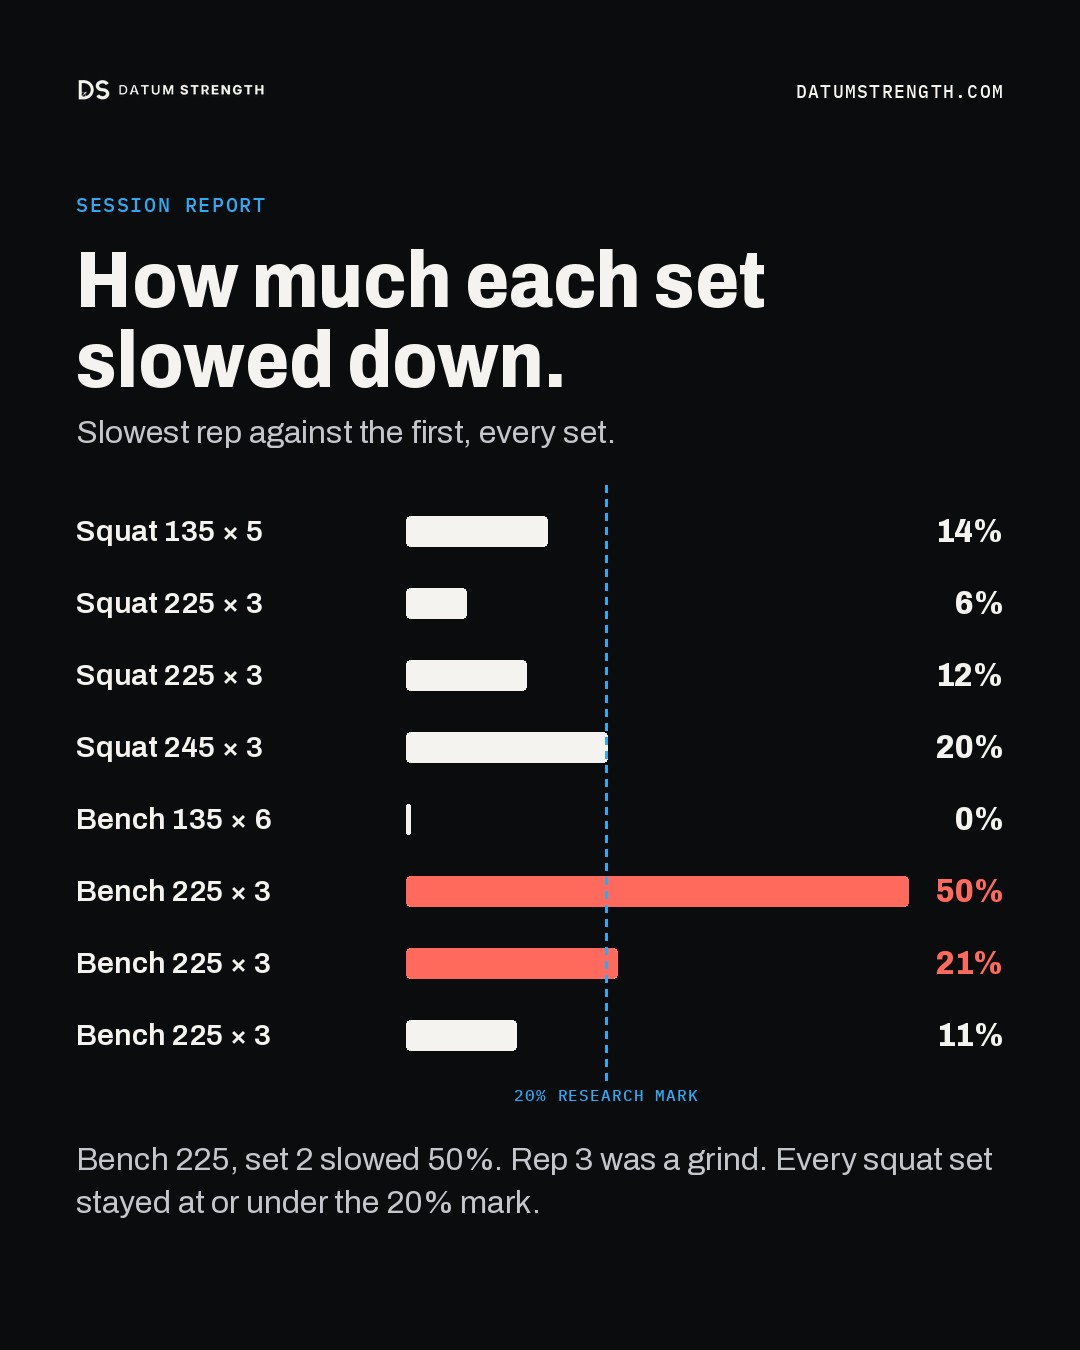 DS DATUM STRENGTH
DATUMSTRENGTH.COM
SESSION REPORT
How much each set
slowed down.
Slowest rep against the first, every set.
Squat 135 × 5 14%
Squat 225 × 3 6%
Squat 225 × 3 12%
Squat 245 × 3 20%
Bench 135 × 6 0%
Bench 225 × 3 50%
Bench 225 × 3 21%
Bench 225 × 3 11%
20% RESEARCH MARK
Bench 225, set 2 slowed 50%. Rep 3 was a grind. Every squat set
stayed at or under the 20% mark.